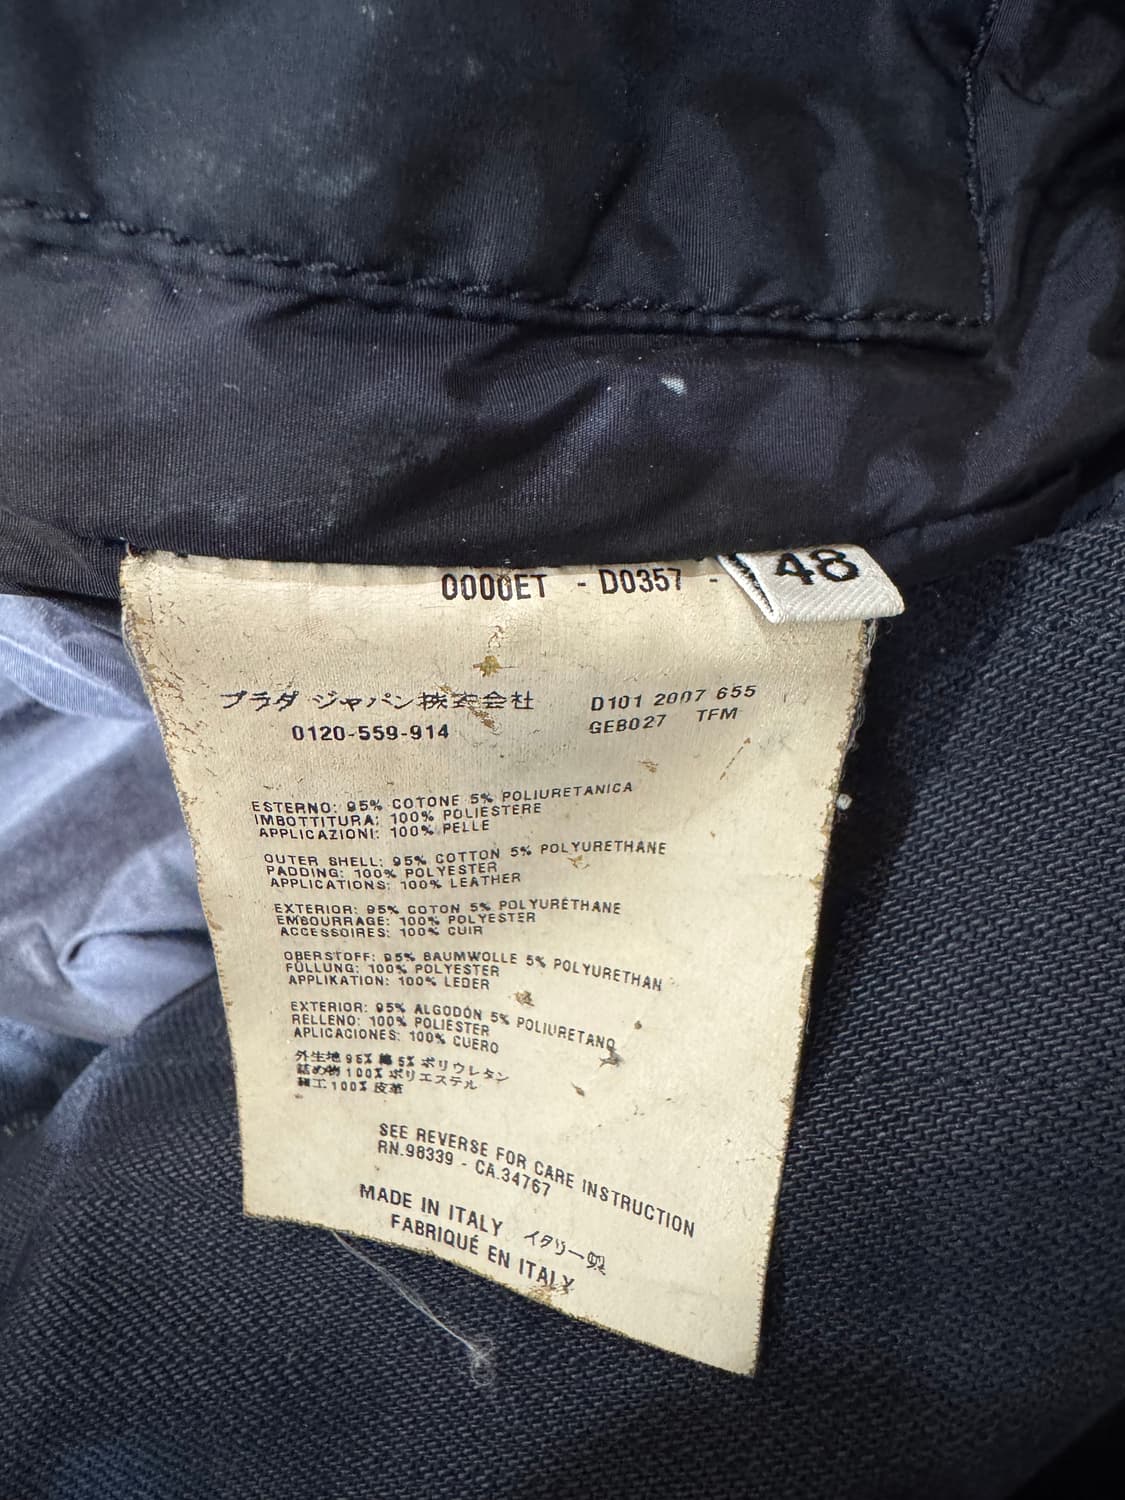 0000ET - D0357 -
48
プラダ ジャパン株式会社
0120-559-914
D101 2007 655
GEB027 TFM
ESTERNO: 95% COTONE 5% POLIURETANICA
IMBOTTITURA: 100% POLIESTERE
APPLICAZIONI: 100% PELLE
OUTER SHELL: 95% COTTON 5% POLYURETHANE
PADDING: 100% POLYESTER
APPLICATIONS: 100% LEATHER
EXTERIOR: 95% COTON 5% POLYURÉTHANE
EMBOURRAGE: 100% POLYESTER
ACCESSOIRES: 100% CUIR
OBERSTOFF: 95% BAUMWOLLE 5% POLYURETHAN
FÜLLUNG: 100% POLYESTER
APPLIKATION: 100% LEDER
EXTERIOR: 95% ALGODÓN 5% POLIURETANO
RELLENO: 100% POLIESTER
APLICACIONES: 100% CUERO
外生地 95% 綿 5% ポリウレタン
詰め物 100% ポリエステル
細工 100% 皮革
SEE REVERSE FOR CARE INSTRUCTION
RN.98339 - CA.34767
MADE IN ITALY イタリー製
FABRIQUÉ EN ITALY